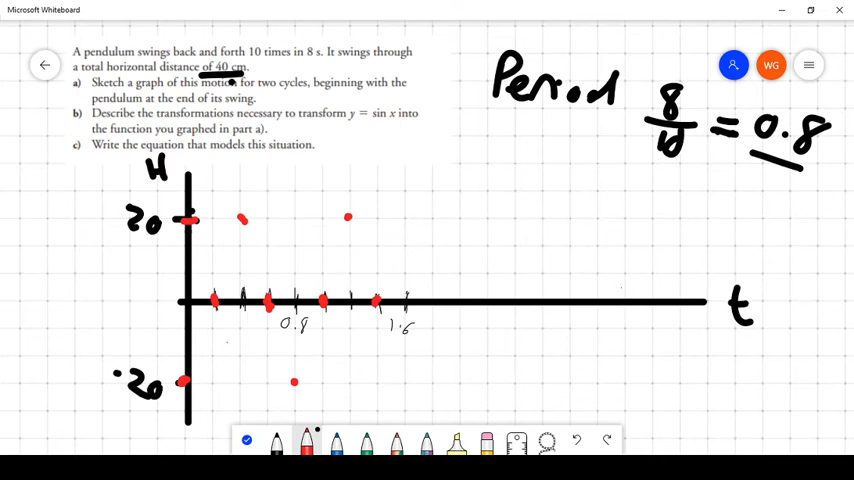 Microsoft Whiteboard
WG
A pendulum swings back and forth 10 times in 8 s. It swings through
a total horizontal distance of 40 cm.
a) Sketch a graph of this motion for two cycles, beginning with the
pendulum at the end of its swing.
b) Describe the transformations necessary to transform y = sin x into
the function you graphed in part a).
c) Write the equation that models this situation.
Period 8/10 = 0.8
H
20
0.8
1.6
t
-20